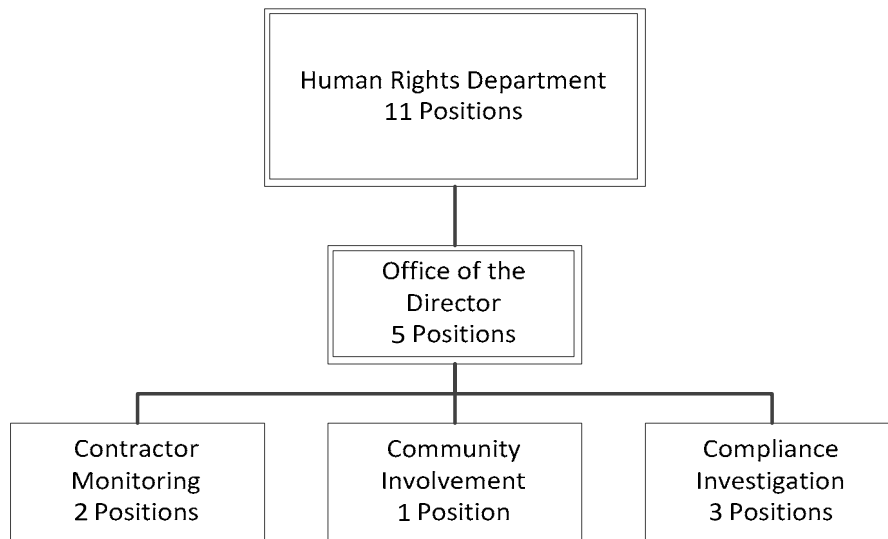 Human Rights Department
11 Positions
Office of the
Director
5 Positions
Contractor
Monitoring
2 Positions
Community
Involvement
1 Position
Compliance
Investigation
3 Positions